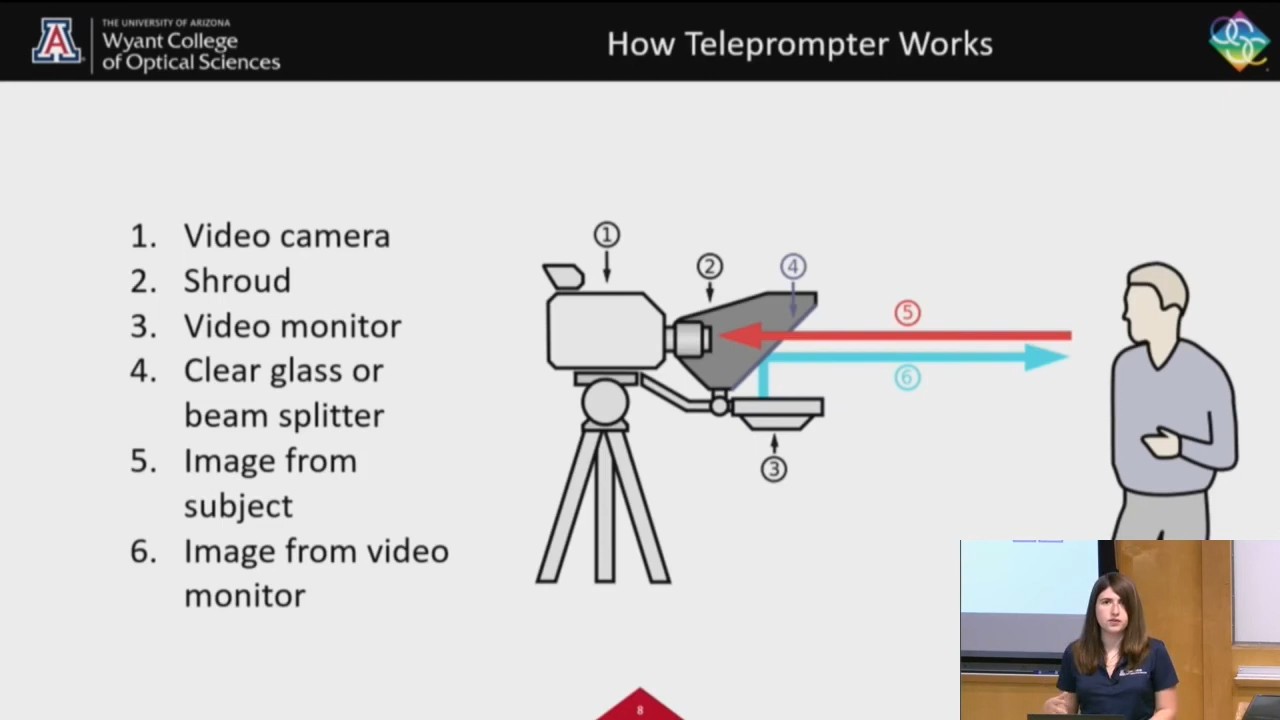 THE UNIVERSITY OF ARIZONA
Wyant College
of Optical Sciences
How Teleprompter Works
1. Video camera
2. Shroud
3. Video monitor
4. Clear glass or
beam splitter
5. Image from
subject
6. Image from video
monitor
1
2
4
5
6
3
8